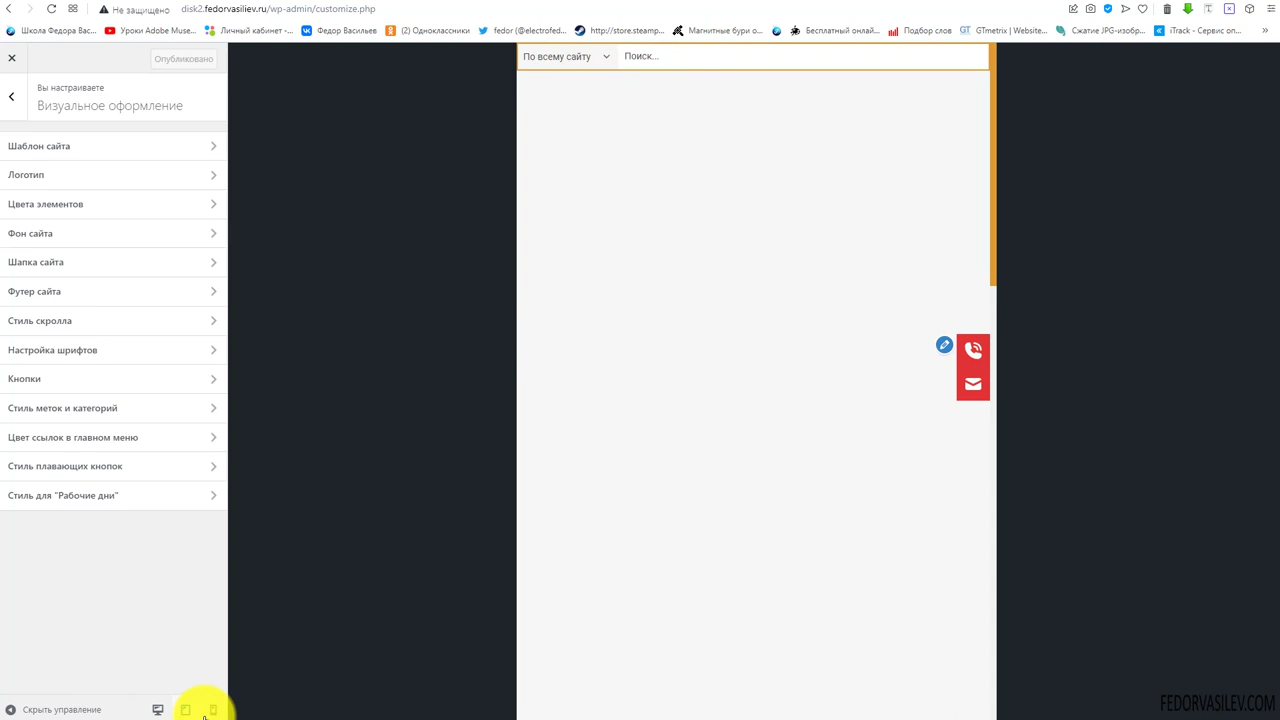 disk2.fedorvasiliev.ru/wp-admin/customize.php
Не защищено
Школа Федора Вас...
Уроки Adobe Muse...
Личный кабинет -...
Федор Васильев
(2) Одноклассники
fedor (@electrofed...
http://store.steamp...
Магнитные бури о...
Бесплатный онлай...
Подбор слов
GTmetrix | Website...
Сжатие JPG-изобр...
iTrack - Сервис оп...
Опубликовано
Вы настраиваете
Визуальное оформление
Шаблон сайта
Логотип
Цвета элементов
Фон сайта
Шапка сайта
Футер сайта
Стиль скролла
Настройка шрифтов
Кнопки
Стиль меток и категорий
Цвет ссылок в главном меню
Стиль плавающих кнопок
Стиль для "Рабочие дни"
Скрыть управление
По всему сайту
Поиск...
FEDORVASILEV.COM